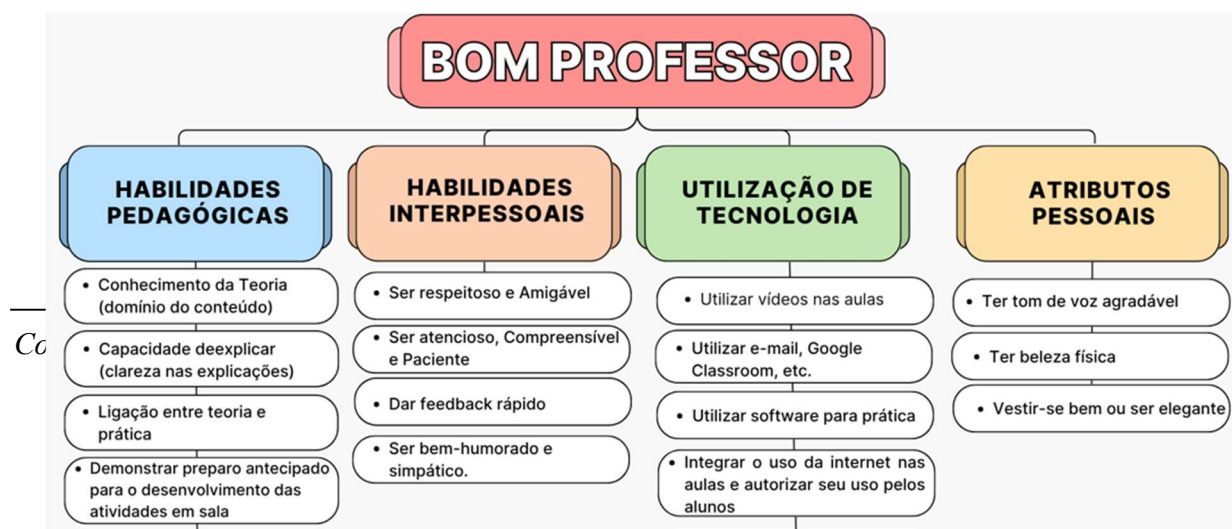 BOM PROFESSOR
HABILIDADES
PEDAGÓGICAS
• Conhecimento da Teoria
(domínio do conteúdo)
• Capacidade deexplicar
(clareza nas explicações)
• Ligação entre teoria e
prática
• Demonstrar preparo antecipado
para o desenvolvimento das
atividades em sala
HABILIDADES
INTERPESSOAIS
• Ser respeitoso e Amigável
• Ser atencioso, Compreensível
e Paciente
• Dar feedback rápido
• Ser bem-humorado e
simpático.
UTILIZAÇÃO DE
TECNOLOGIA
• Utilizar vídeos nas aulas
• Utilizar e-mail, Google
Classroom, etc.
• Utilizar software para prática
• Integrar o uso da internet nas
aulas e autorizar seu uso pelos
alunos
ATRIBUTOS
PESSOAIS
• Ter tom de voz agradável
• Ter beleza física
• Vestir-se bem ou ser elegante